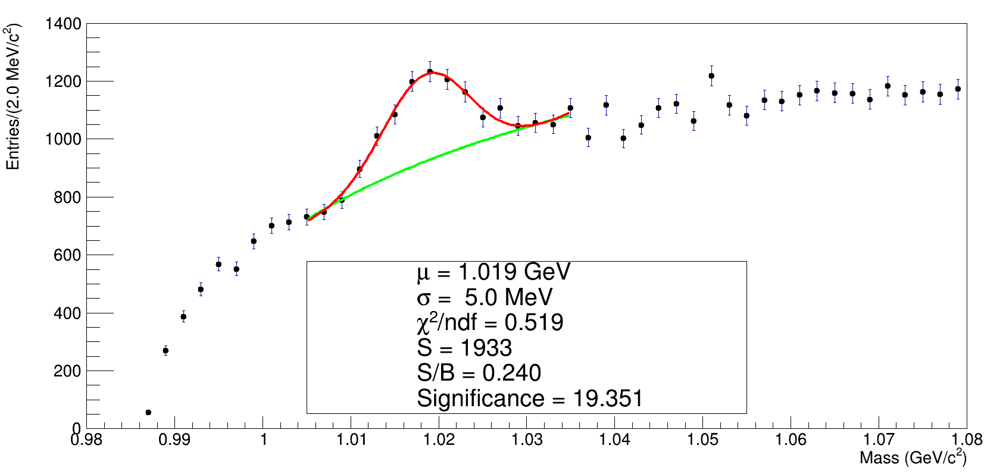 Entries/(2.0 MeV/c²)
1400
1200
1000
800
600
400
200
0
μ = 1.019 GeV
σ =  5.0 MeV
χ²/ndf = 0.519
S = 1933
S/B = 0.240
Significance = 19.351
0.98 0.99 1 1.01 1.02 1.03 1.04 1.05 1.06 1.07 1.08
Mass (GeV/c²)